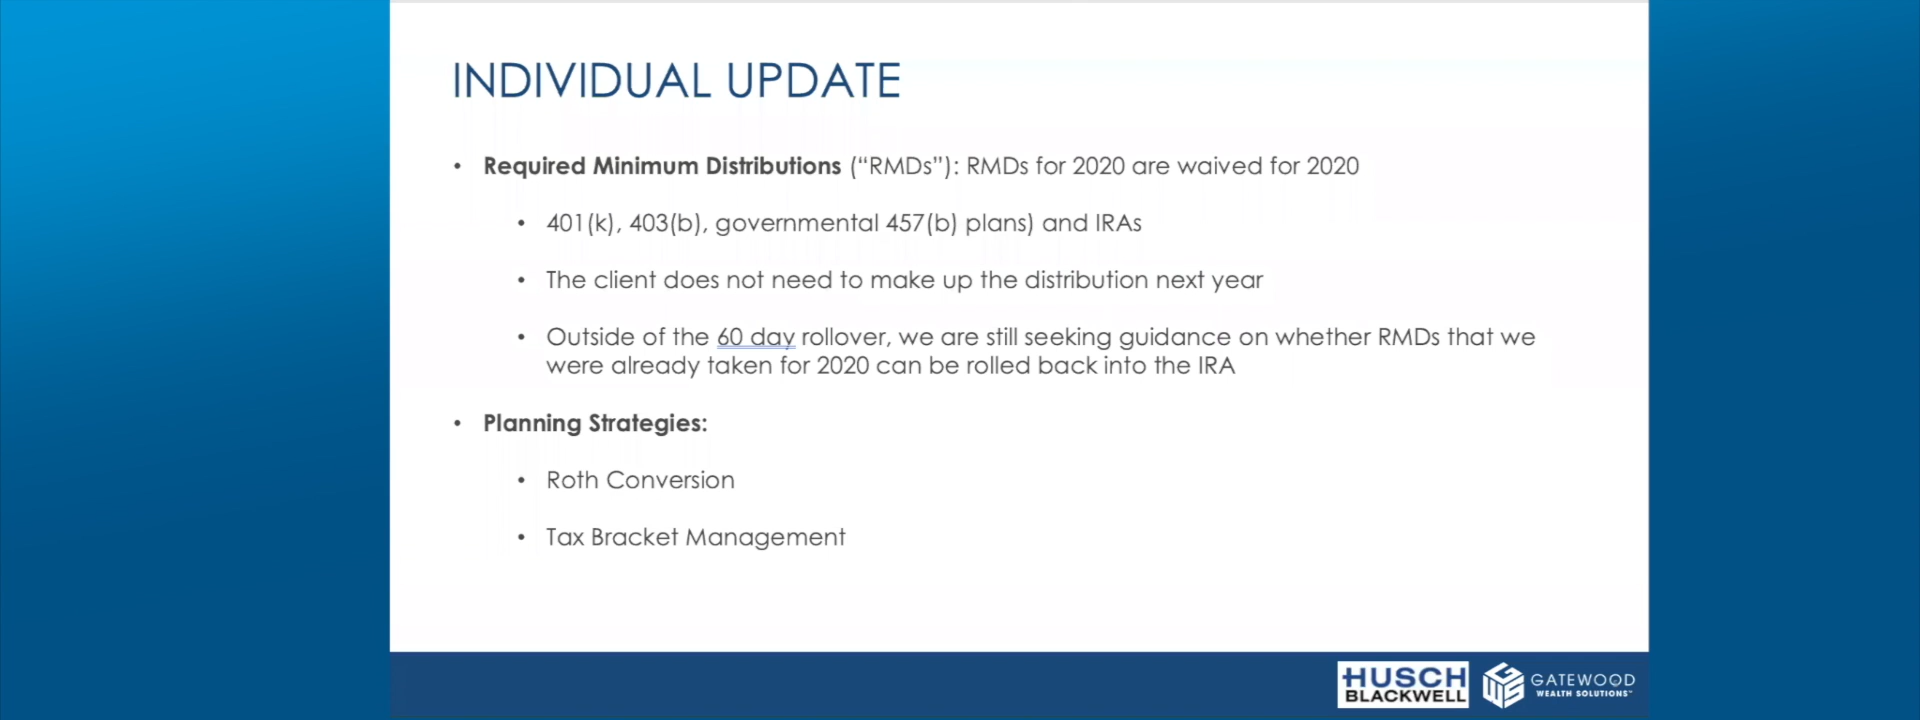 INDIVIDUAL UPDATE
• Required Minimum Distributions (“RMDs”): RMDs for 2020 are waived for 2020
• 401(k), 403(b), governmental 457(b) plans) and IRAs
• The client does not need to make up the distribution next year
• Outside of the 60 day rollover, we are still seeking guidance on whether RMDs that we
were already taken for 2020 can be rolled back into the IRA
• Planning Strategies:
• Roth Conversion
• Tax Bracket Management
HUSCH
BLACKWELL
GWS
GATEWOOD
WEALTH SOLUTIONS™